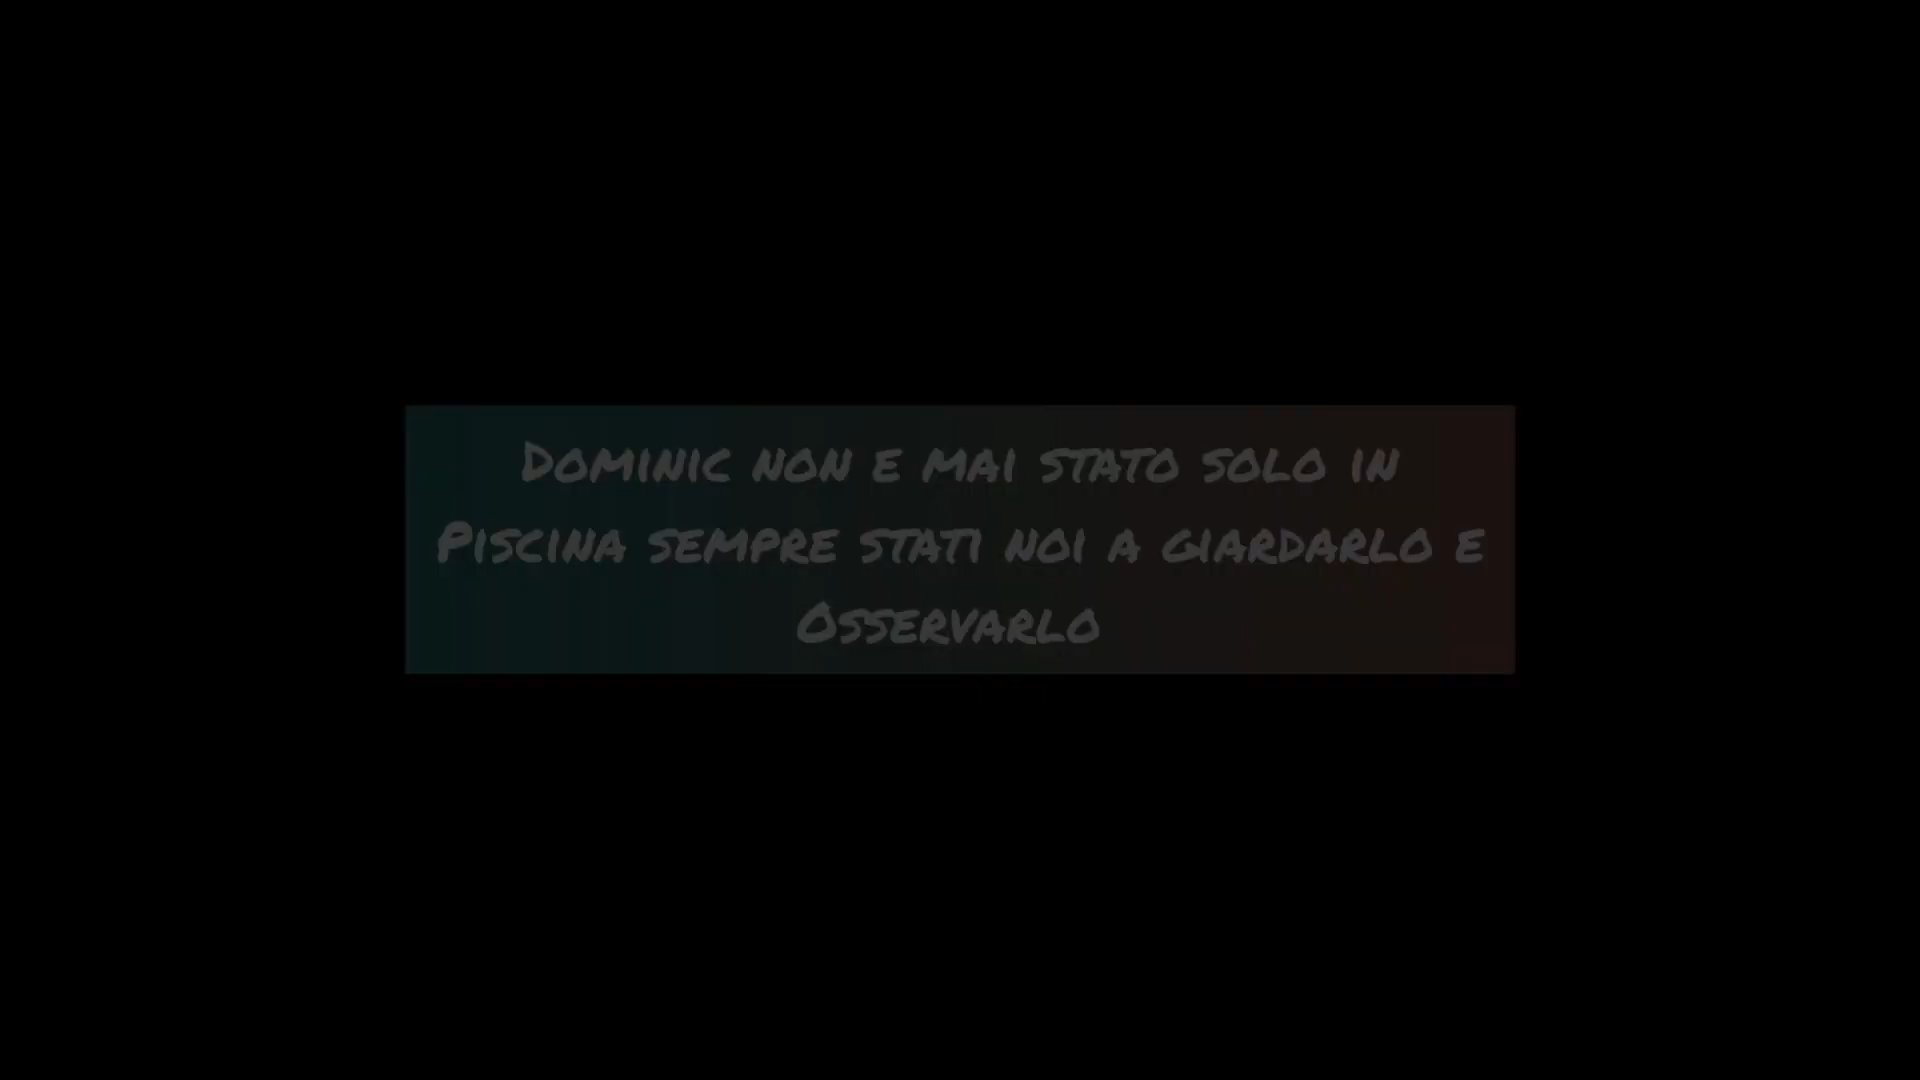 Dominic non e mai stato solo in
Piscina sempre stati noi a giardarlo e
Osservarlo